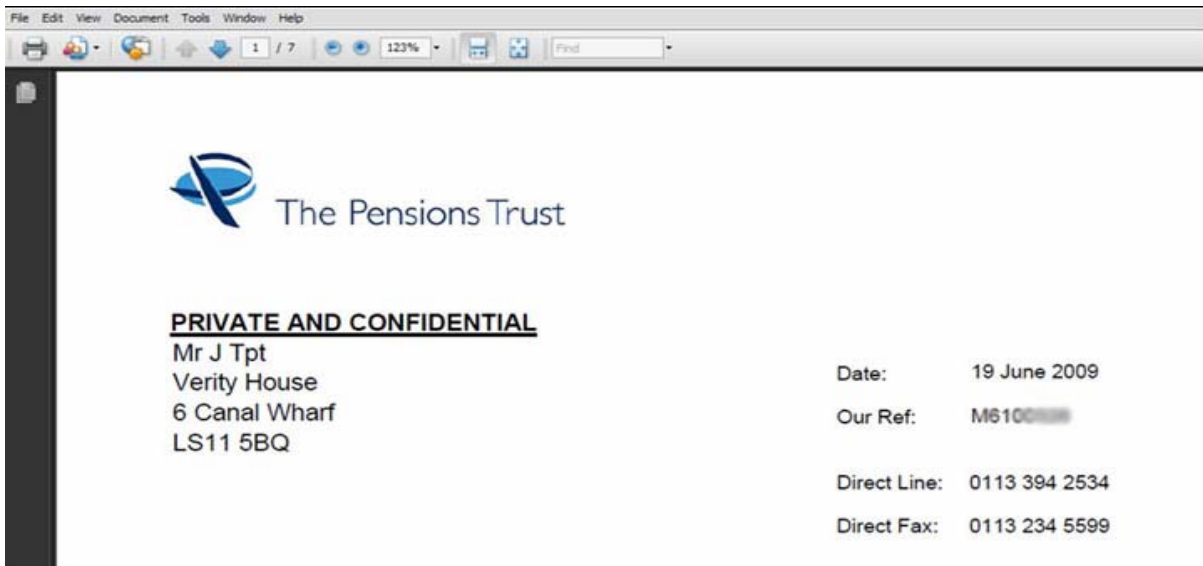 File Edit View Document Tools Window Help
1 / 7 123% Find
The Pensions Trust
PRIVATE AND CONFIDENTIAL
Mr J Tpt
Verity House
6 Canal Wharf
LS11 5BQ
Date: 19 June 2009
Our Ref:
Direct Line: 0113 394 2534
Direct Fax: 0113 234 5599